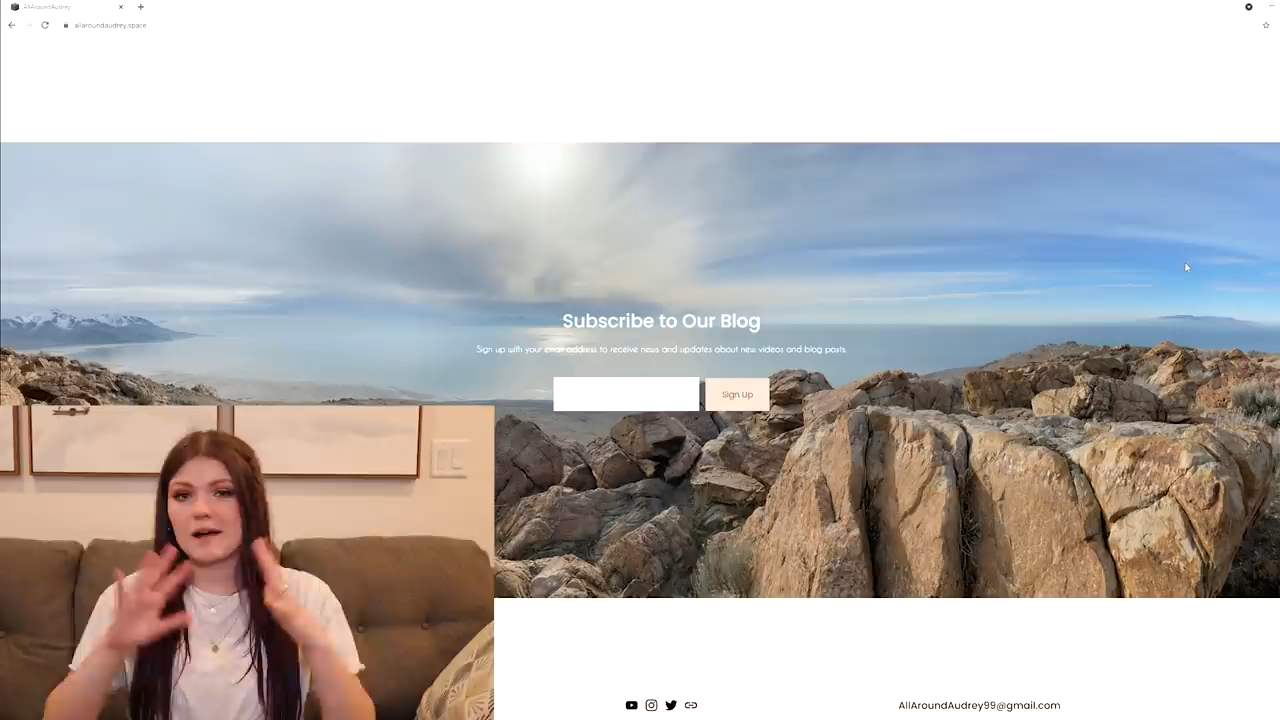 AllAroundAudrey
allaroundaudrey.space
Subscribe to Our Blog
Sign up with your email address to receive news and updates about new videos and blog posts.
Sign Up
AllAroundAudrey99@gmail.com